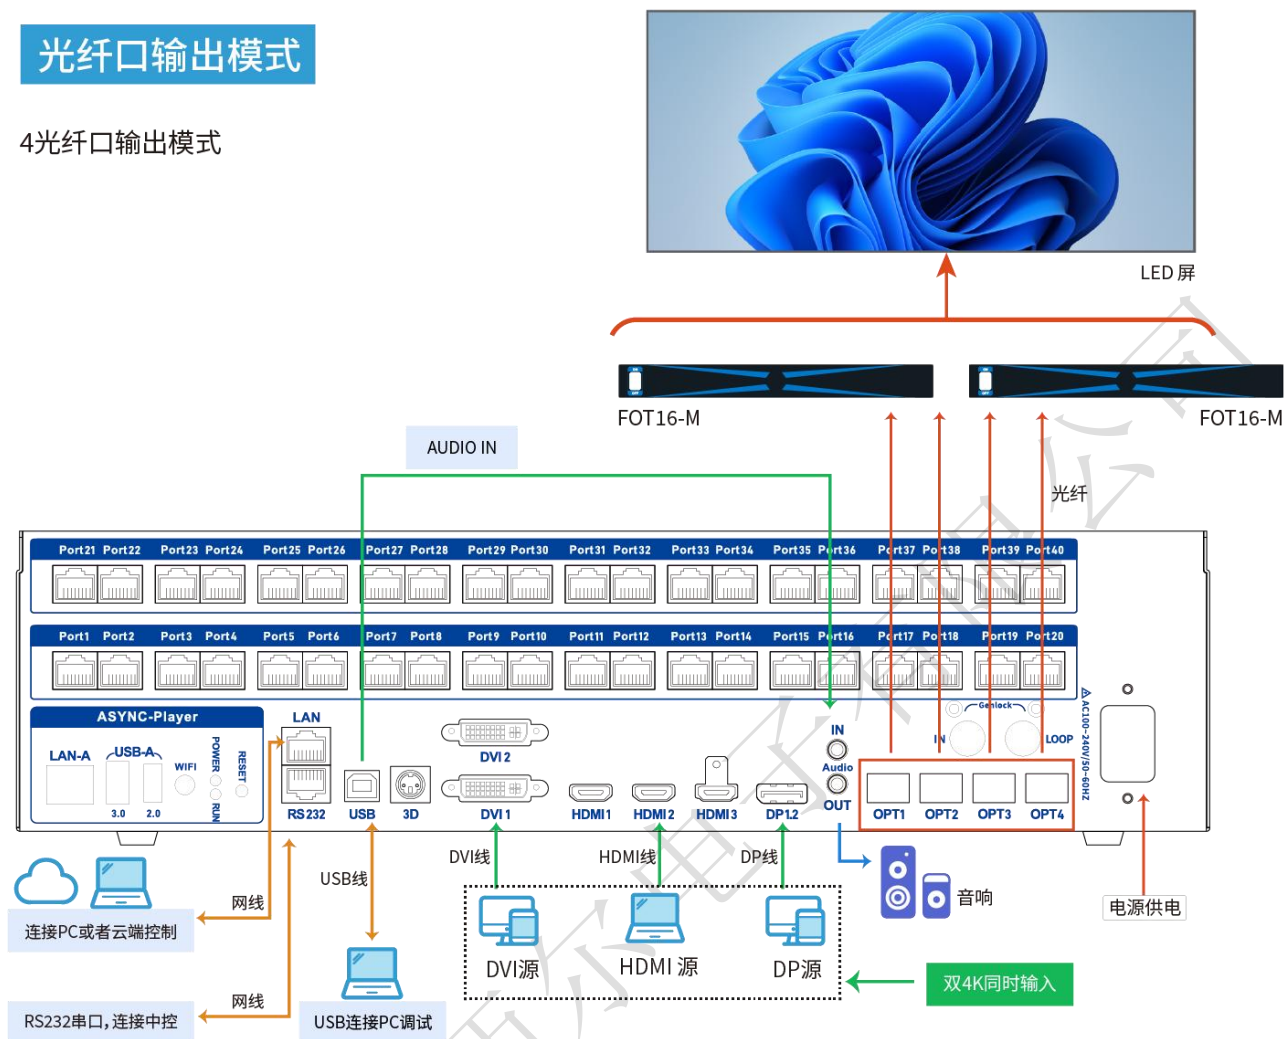 光纤口输出模式
4光纤口输出模式
LED 屏
FOT16-M
FOT16-M
AUDIO IN
光纤
Port21 Port22 Port23 Port24 Port25 Port26 Port27 Port28 Port29 Port30 Port31 Port32 Port33 Port34 Port35 Port36 Port37 Port38 Port39 Port40
Port1 Port2 Port3 Port4 Port5 Port6 Port7 Port8 Port9 Port10 Port11 Port12 Port13 Port14 Port15 Port16 Port17 Port18 Port19 Port20
ASYNC-Player
LAN-A
USB-A
3.0
2.0
WIFI
POWER
RUN
RESET
LAN
RS232
USB
3D
DVI 2
DVI 1
HDMI 1
HDMI 2
HDMI 3
DP1.2
IN
Audio
OUT
Genlock
IN
LOOP
OPT1
OPT2
OPT3
OPT4
AC100~240V/50-60HZ
网线
连接PC或者云端控制
网线
RS232串口，连接中控
USB线
USB连接PC调试
DVI线
HDMI线
DP线
DVI源
HDMI 源
DP源
音响
双4K同时输入
电源供电